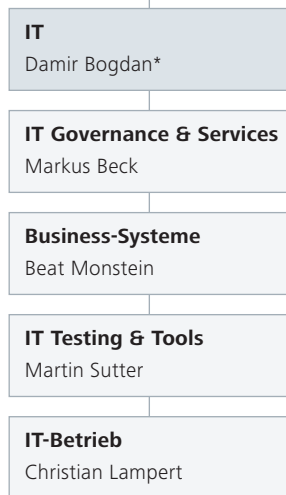 IT
Damir Bogdan*
IT Governance & Services
Markus Beck
Business-Systeme
Beat Monstein
IT Testing & Tools
Martin Sutter
IT-Betrieb
Christian Lampert